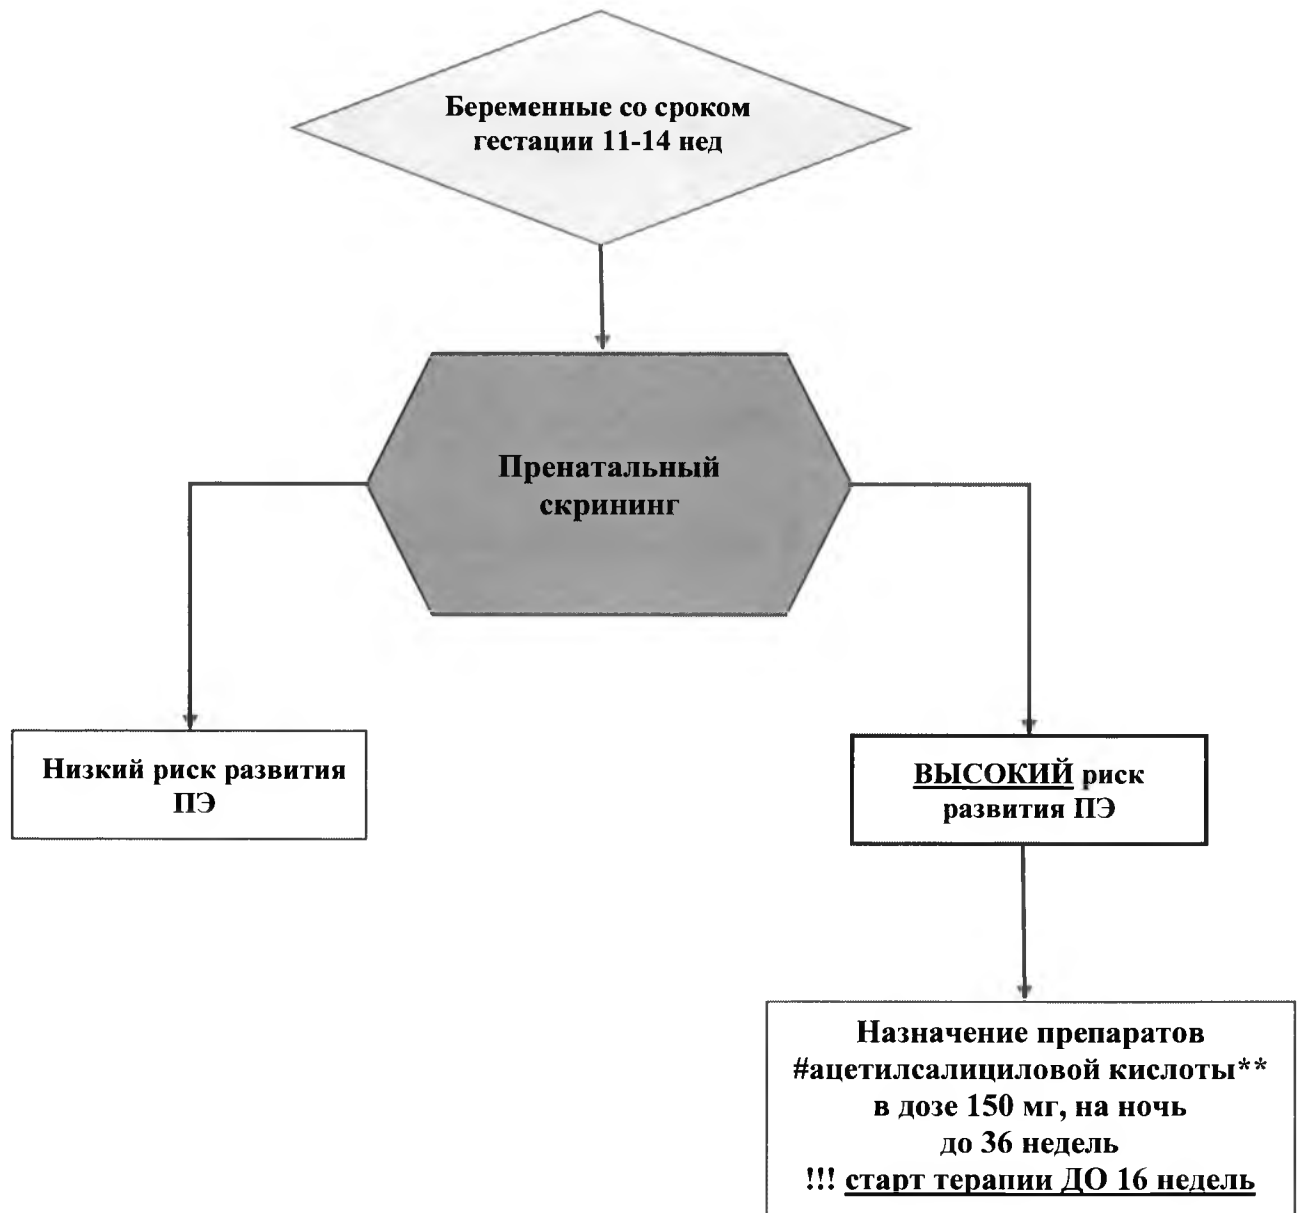 Беременные со сроком
гестации 11-14 нед
Пренатальный
скрининг
Низкий риск развития
ПЭ
ВЫСОКИЙ риск
развития ПЭ
Назначение препаратов
#ацетилсалициловой кислоты**
в дозе 150 мг, на ночь
до 36 недель
!!! старт терапии ДО 16 недель